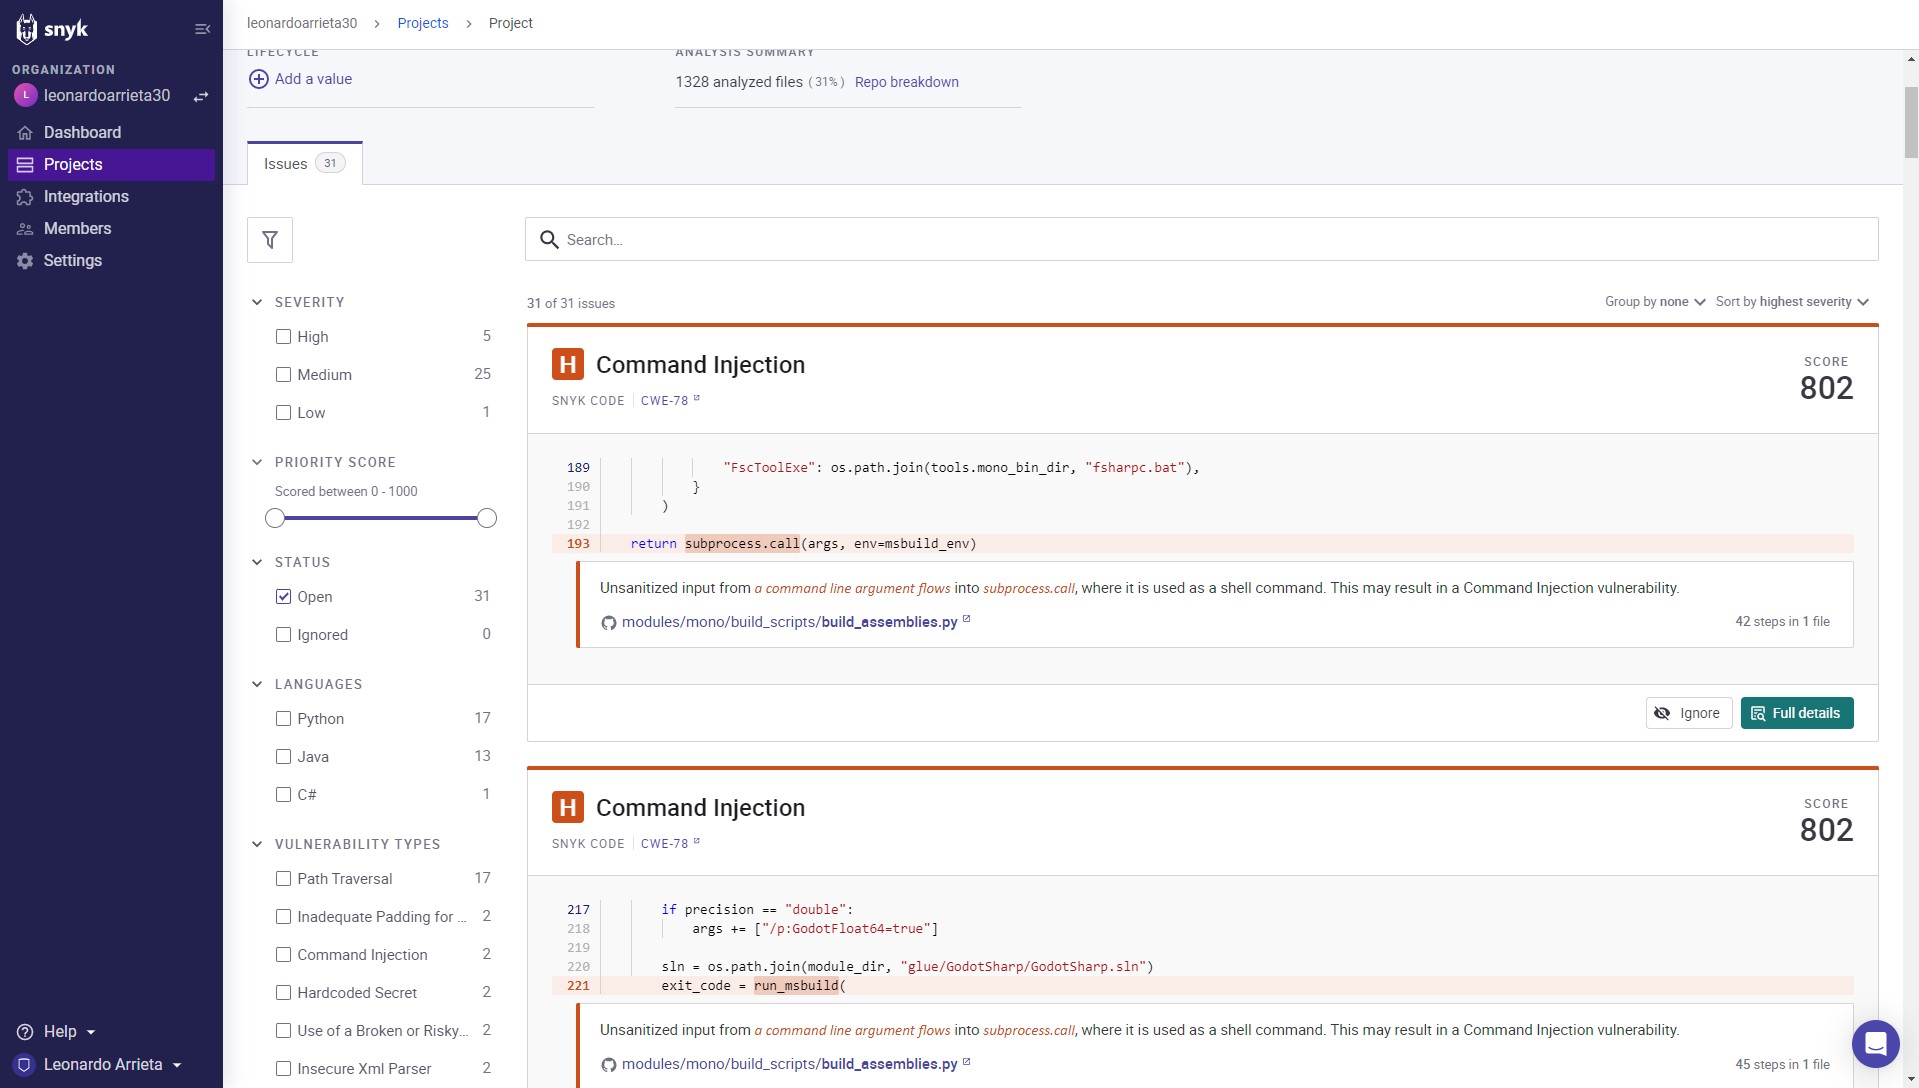 snyk
ORGANIZATION
L
leonardoarrieta30
Dashboard
Projects
Integrations
Members
Settings
Help
Leonardo Arrieta
leonardoarrieta30 > Projects > Project
LIFECYCLE
Add a value
ANALYSIS SUMMARY
1328 analyzed files (31%) Repo breakdown
Issues 31
SEVERITY
High 5
Medium 25
Low 1
PRIORITY SCORE
Scored between 0 - 1000
STATUS
Open 31
Ignored 0
LANGUAGES
Python 17
Java 13
C# 1
VULNERABILITY TYPES
Path Traversal 17
Inadequate Padding for ... 2
Command Injection 2
Hardcoded Secret 2
Use of a Broken or Risky... 2
Insecure Xml Parser 2
Search...
31 of 31 issues
Group by none Sort by highest severity
H Command Injection
SNYK CODE CWE-78
SCORE
802
189 "FscToolExe": os.path.join(tools.mono_bin_dir, "fsharpc.bat"),
190 }
191 )
192
193 return subprocess.call(args, env=msbuild_env)
Unsanitized input from a command line argument flows into subprocess.call, where it is used as a shell command. This may result in a Command Injection vulnerability.
modules/mono/build_scripts/build_assemblies.py
42 steps in 1 file
Ignore Full details
H Command Injection
SNYK CODE CWE-78
SCORE
802
217 if precision == "double":
218 args += ["/p:GodotFloat64=true"]
219
220 sln = os.path.join(module_dir, "glue/GodotSharp/GodotSharp.sln")
221 exit_code = run_msbuild(
Unsanitized input from a command line argument flows into subprocess.call, where it is used as a shell command. This may result in a Command Injection vulnerability.
modules/mono/build_scripts/build_assemblies.py
45 steps in 1 file